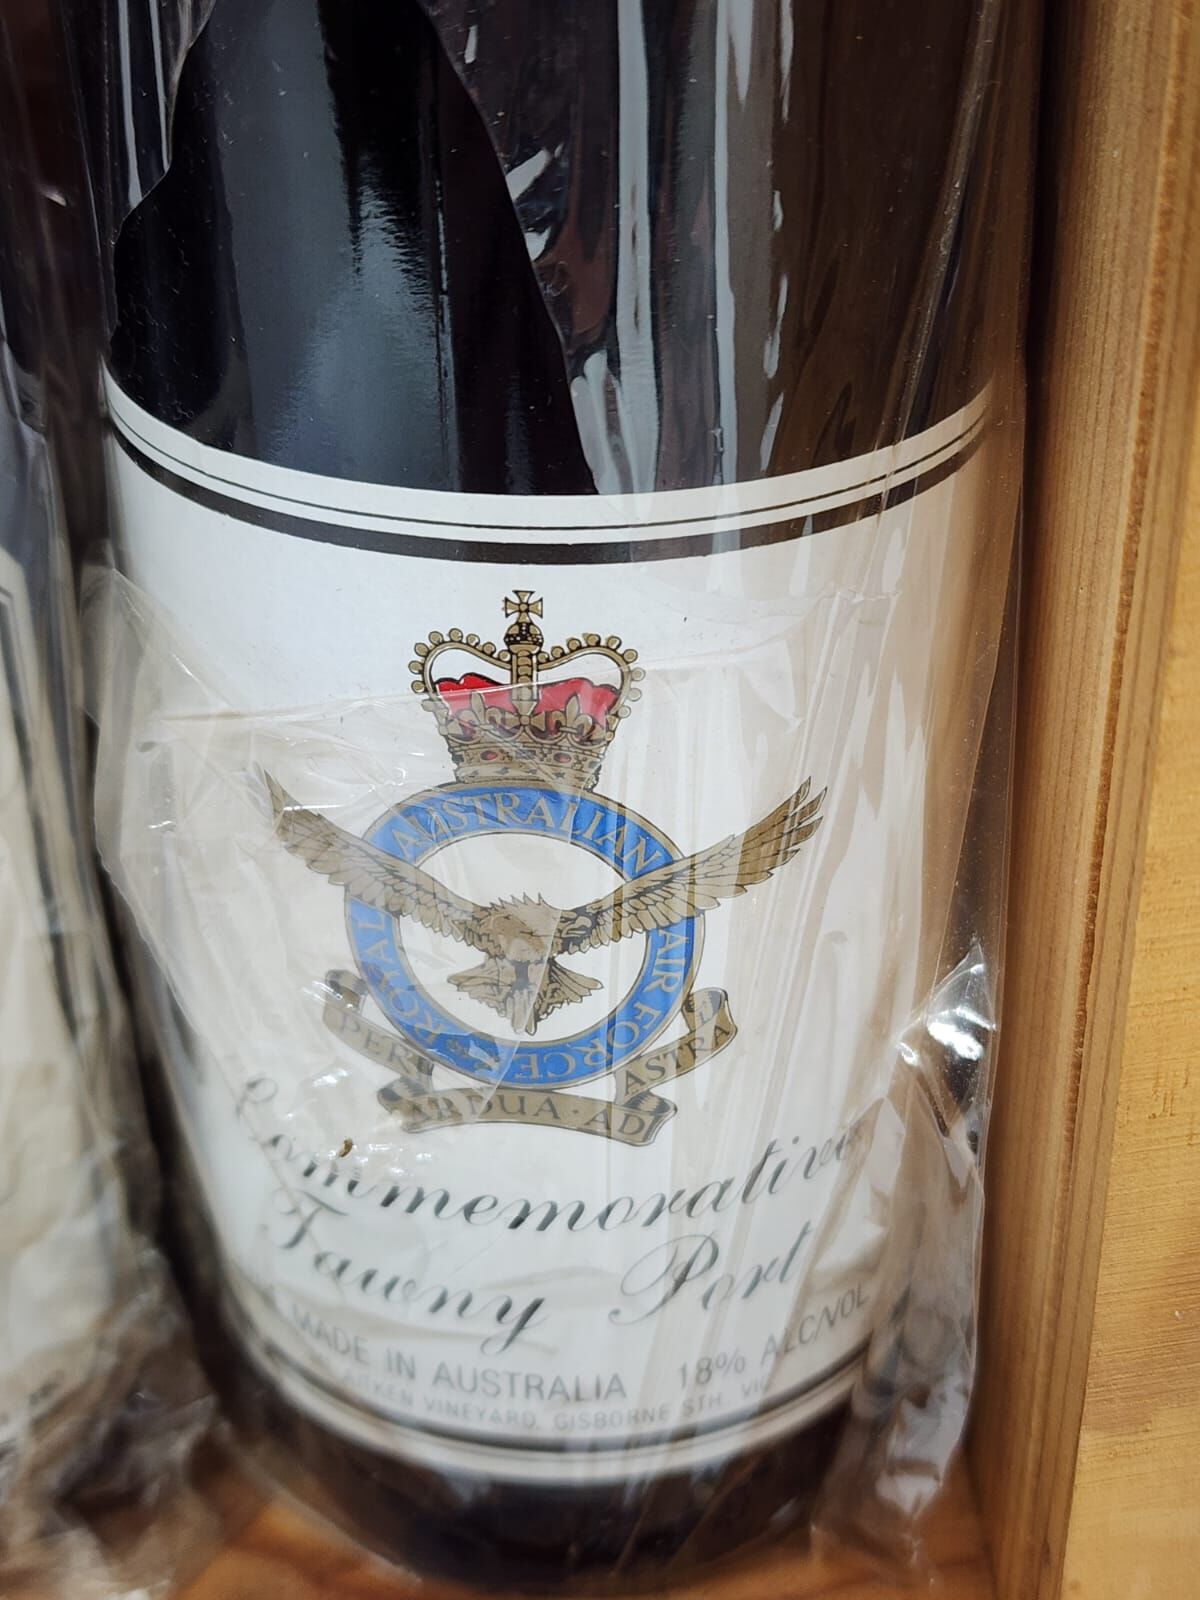 ROYAL AUSTRALIAN AIR FORCE
PER ARDUA · AD ASTRA
Commemorative
Tawny Port
MADE IN AUSTRALIA 18% ALC/VOL
VINEYARD, GISBORNE STH. VIC